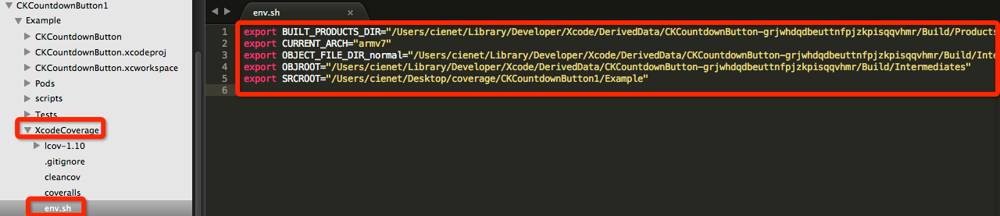 CKCountdownButton1
Example
CKCountdownButton
CKCountdownButton.xcodeproj
CKCountdownButton.xcworkspace
Pods
scripts
Tests
XcodeCoverage
lcov-1.10
.gitignore
cleancov
coveralls
env.sh
env.sh ×
1 export BUILT_PRODUCTS_DIR="/Users/cienet/Library/Developer/Xcode/DerivedData/CKCountdownButton-grjwhdqdbeuttnfpjzkpisqqvhmr/Build/Products
2 export CURRENT_ARCH="armv7"
3 export OBJECT_FILE_DIR_normal="/Users/cienet/Library/Developer/Xcode/DerivedData/CKCountdownButton-grjwhdqdbeuttnfpjzkpisqqvhmr/Build/Inte
4 export OBJROOT="/Users/cienet/Library/Developer/Xcode/DerivedData/CKCountdownButton-grjwhdqdbeuttnfpjzkpisqqvhmr/Build/Intermediates"
5 export SRCROOT="/Users/cienet/Desktop/coverage/CKCountdownButton1/Example"
6